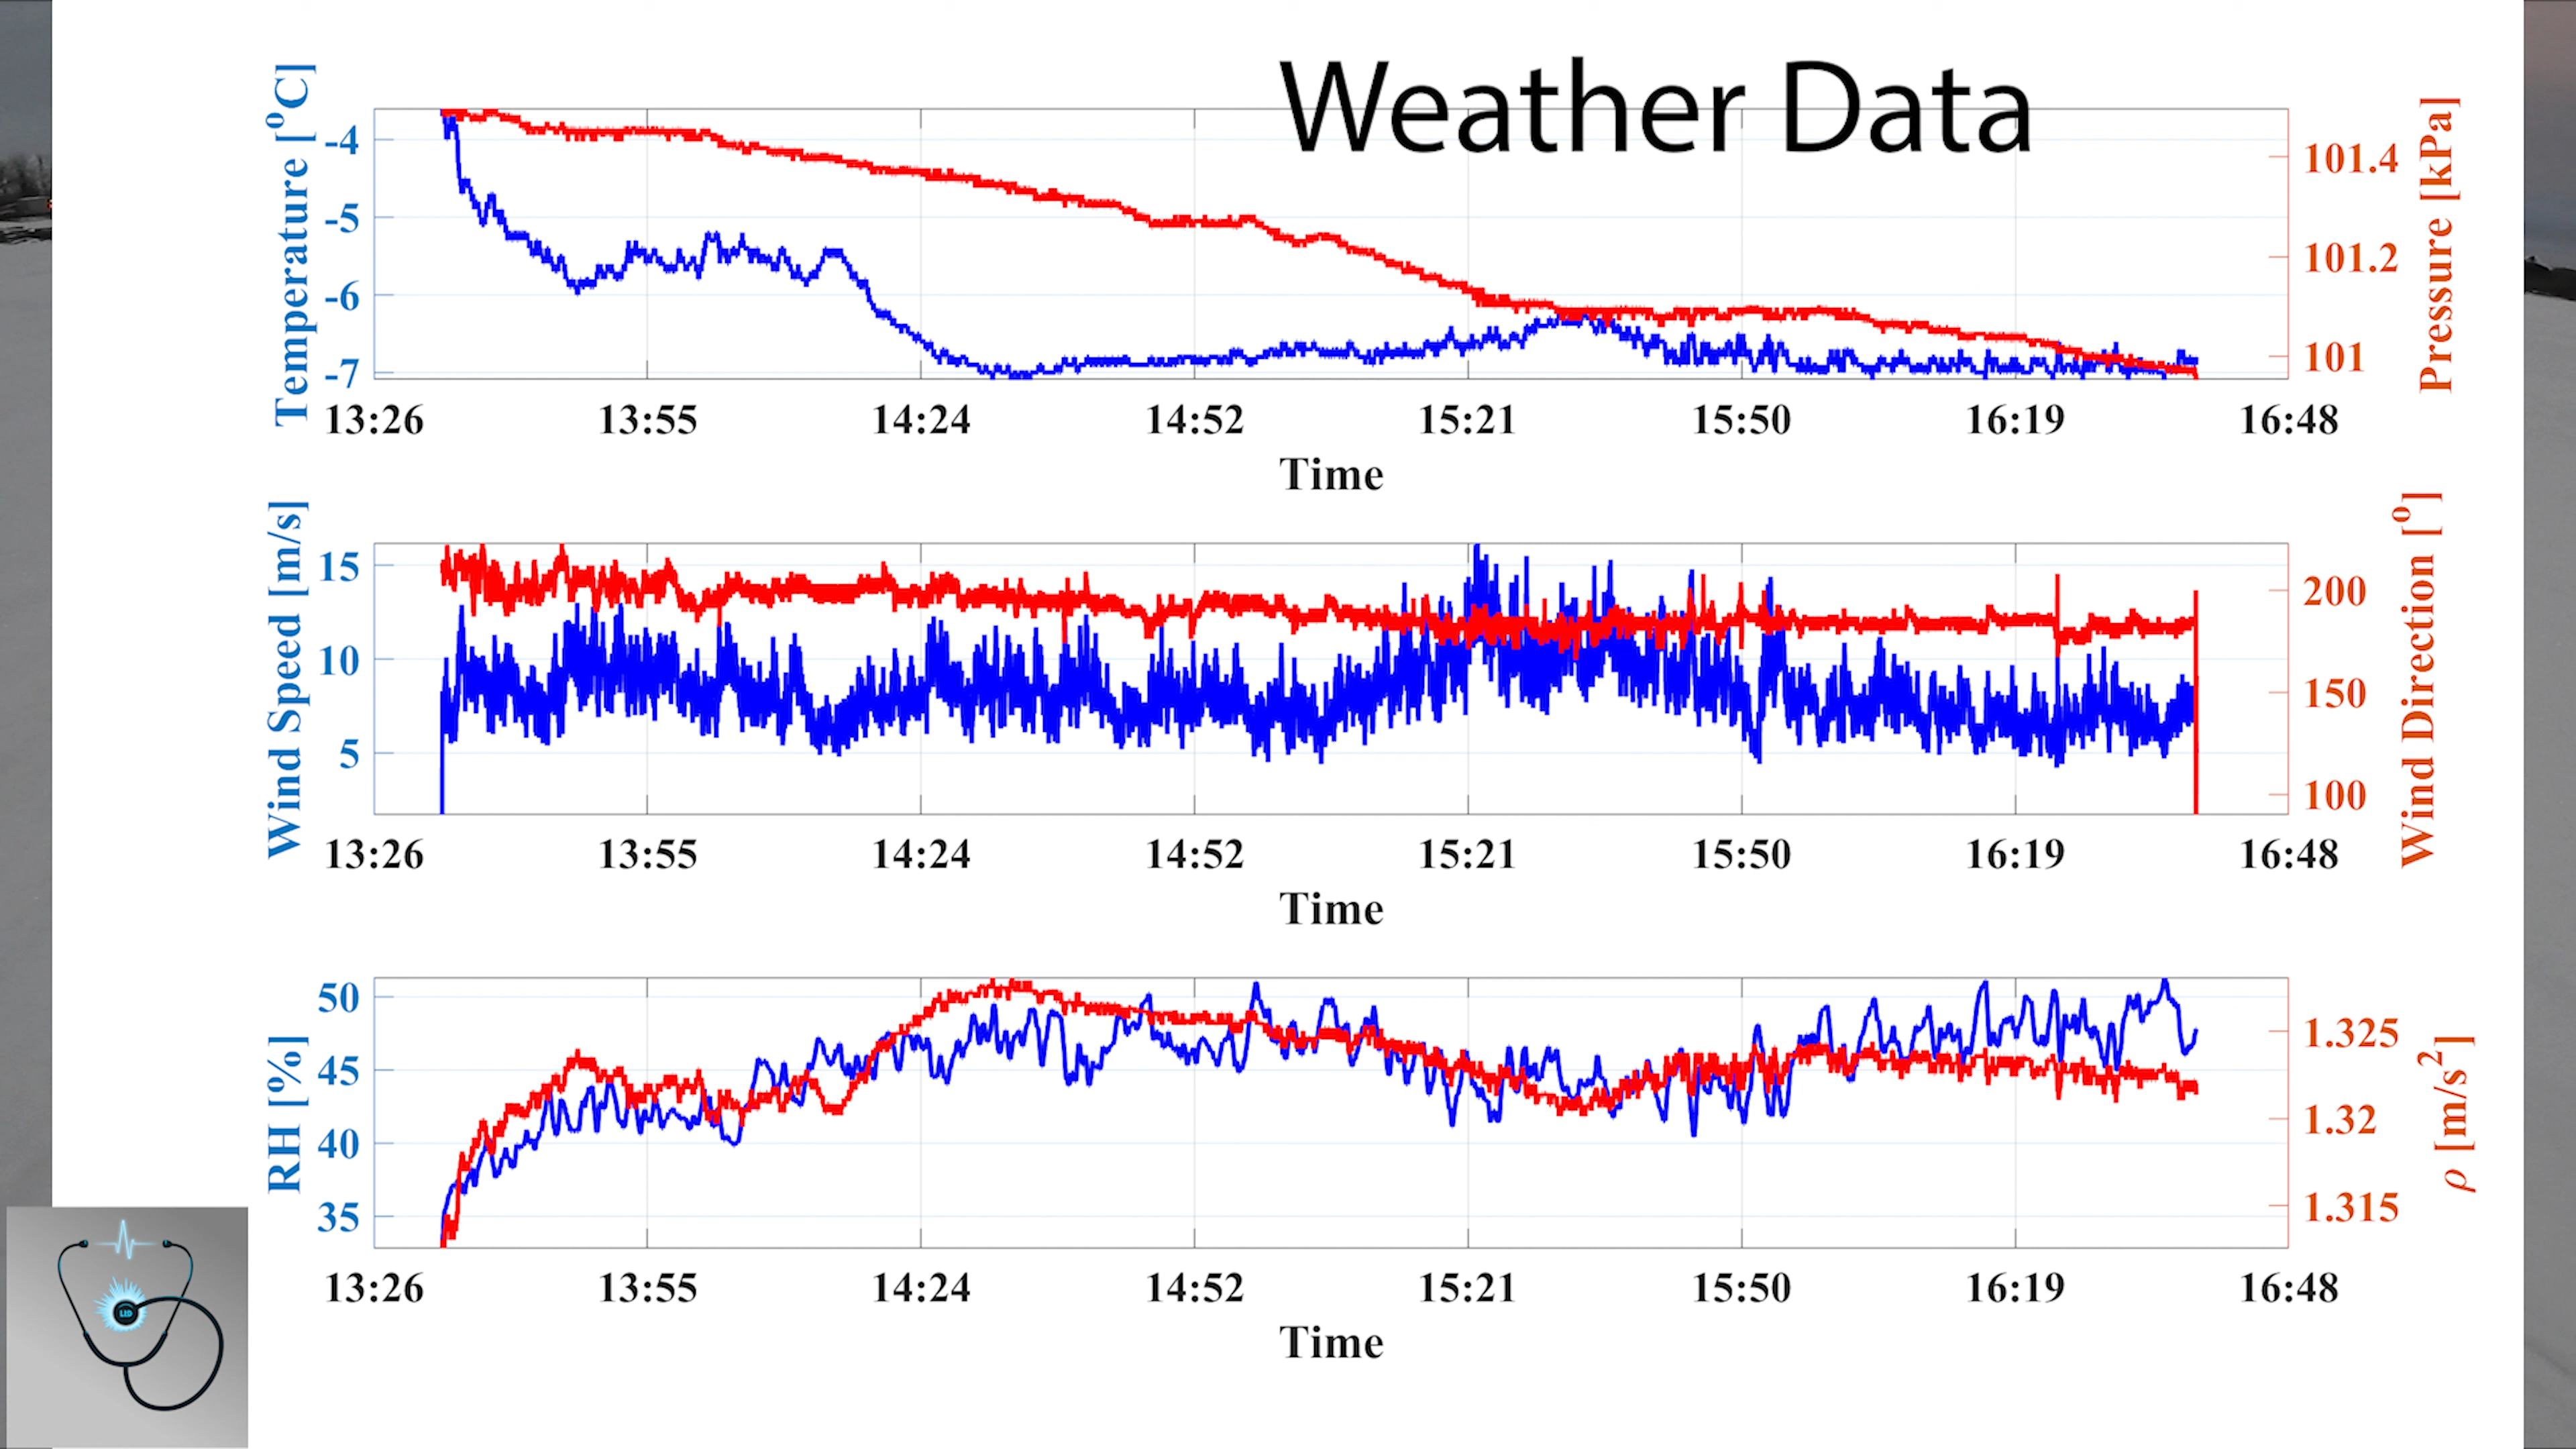 Weather Data
Temperature [°C]
-4
-5
-6
-7
101.4
101.2
101
Pressure [kPa]
13:26 13:55 14:24 14:52 15:21 15:50 16:19 16:48
Time
Wind Speed [m/s]
15
10
5
200
150
100
Wind Direction [°]
13:26 13:55 14:24 14:52 15:21 15:50 16:19 16:48
Time
RH [%]
50
45
40
35
1.325
1.32
1.315
ρ [m/s²]
13:26 13:55 14:24 14:52 15:21 15:50 16:19 16:48
Time